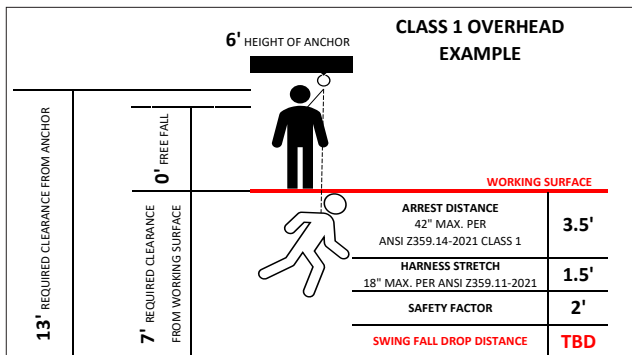 CLASS 1 OVERHEAD
EXAMPLE
6' HEIGHT OF ANCHOR
13' REQUIRED CLEARANCE FROM ANCHOR
0' FREE FALL
7' REQUIRED CLEARANCE
FROM WORKING SURFACE
WORKING SURFACE
ARREST DISTANCE
42" MAX. PER
ANSI Z359.14-2021 CLASS 1
3.5'
HARNESS STRETCH
18" MAX. PER ANSI Z359.11-2021
1.5'
SAFETY FACTOR
2'
SWING FALL DROP DISTANCE
TBD